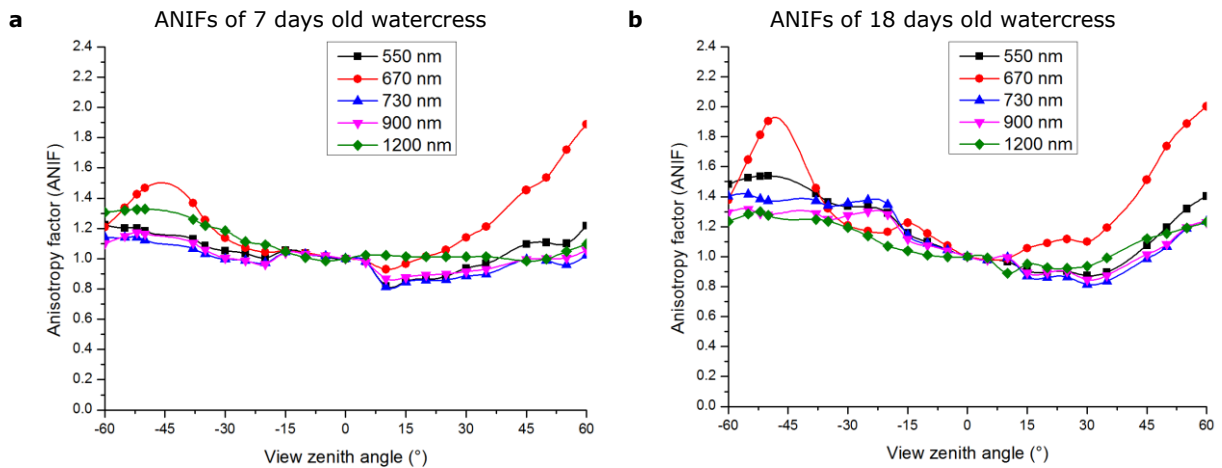 a
ANIFs of 7 days old watercress
550 nm
670 nm
730 nm
900 nm
1200 nm
Anisotropy factor (ANIF)
2.4
2.2
2.0
1.8
1.6
1.4
1.2
1.0
0.8
0.6
0.4
0.2
0.0
-60 -45 -30 -15 0 15 30 45 60
View zenith angle (°)
b
ANIFs of 18 days old watercress
550 nm
670 nm
730 nm
900 nm
1200 nm
Anisotropy factor (ANIF)
2.4
2.2
2.0
1.8
1.6
1.4
1.2
1.0
0.8
0.6
0.4
0.2
0.0
-60 -45 -30 -15 0 15 30 45 60
View zenith angle (°)